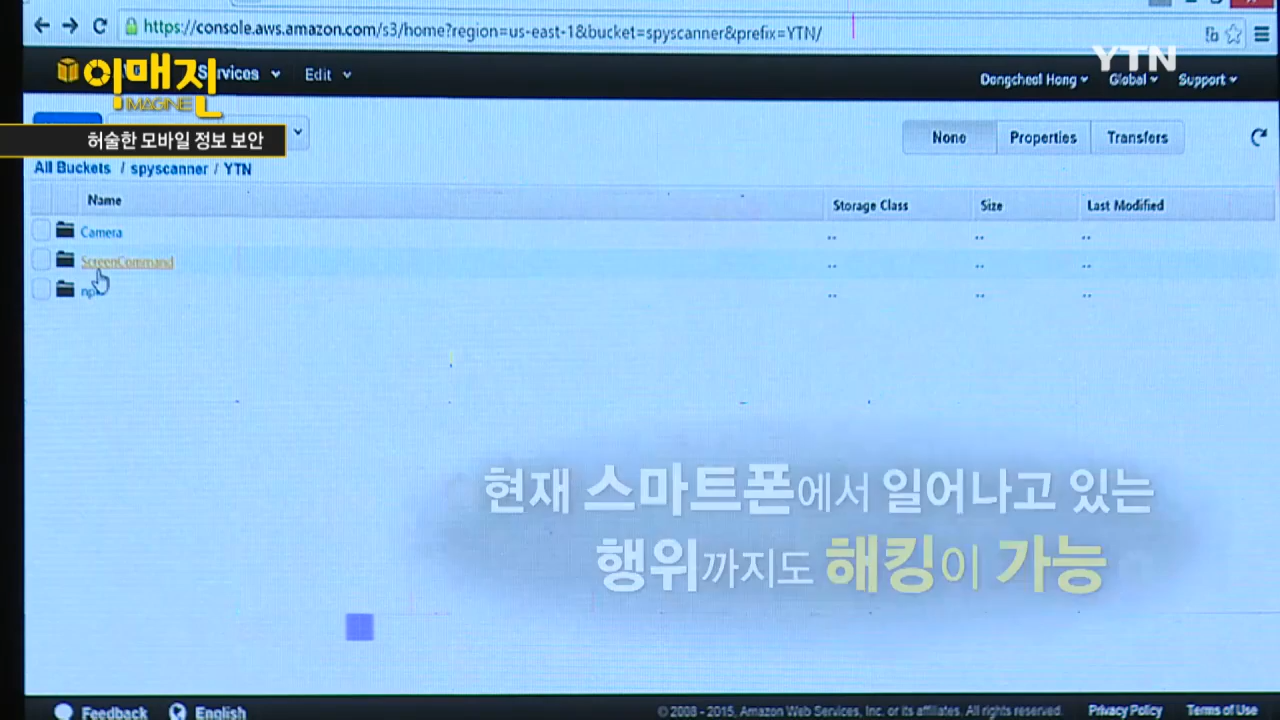 https://console.aws.amazon.com/s3/home?region=us-east-1&bucket=spyscanner&prefix=YTN/
YTN
이매진
IMAGINE
Services Edit
Dongcheol Hong Global Support
허술한 모바일 정보 보안
None Properties Transfers
All Buckets / spyscanner / YTN
Name Storage Class Size Last Modified
Camera -- -- --
ScreenCommand -- -- --
-- -- --
현재 스마트폰에서 일어나고 있는
행위까지도 해킹이 가능
Feedback English © 2008 - 2015, Amazon Web Services, Inc. or its affiliates. All rights reserved. Privacy Policy Terms of Use